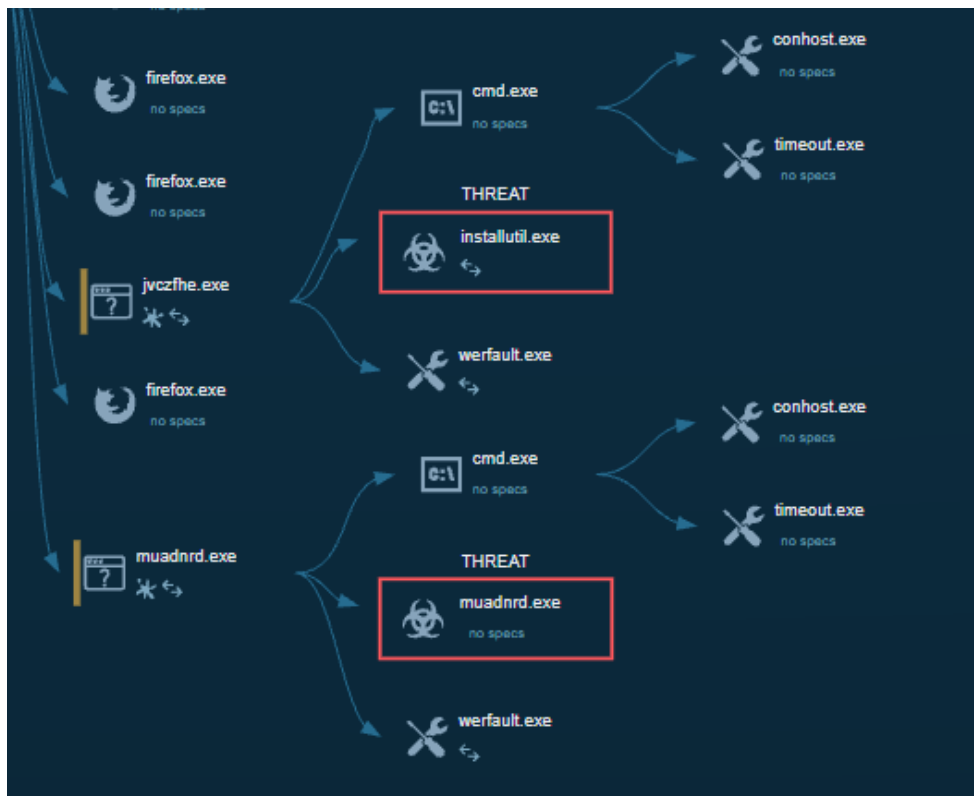 no specs
firefox.exe
no specs
firefox.exe
no specs
jvczfhe.exe
firefox.exe
no specs
muadnrd.exe
C:\
cmd.exe
no specs
THREAT
installutil.exe
werfault.exe
C:\
cmd.exe
no specs
THREAT
muadnrd.exe
no specs
werfault.exe
conhost.exe
no specs
timeout.exe
no specs
conhost.exe
no specs
timeout.exe
no specs